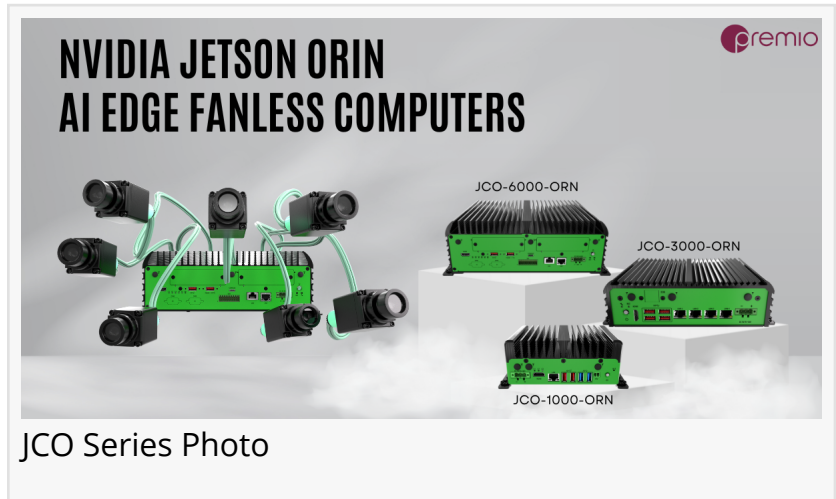 NVIDIA JETSON ORIN
AI EDGE FANLESS COMPUTERS
premio
JCO-6000-ORN
JCO-3000-ORN
JCO-1000-ORN
JCO Series Photo